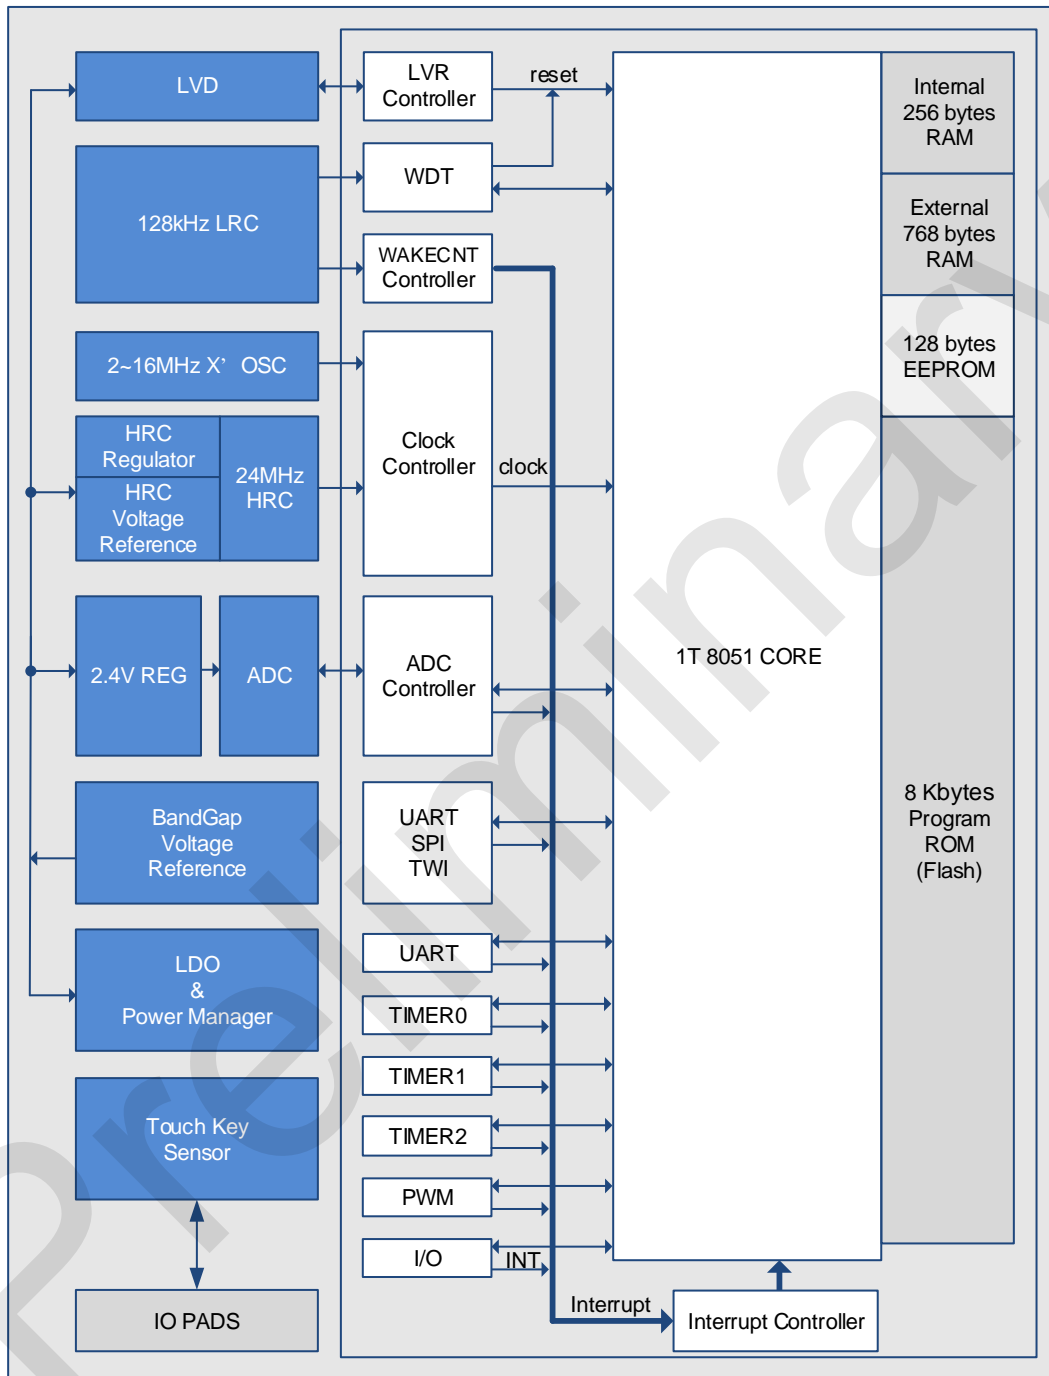 LVD
LVR
Controller
reset
Internal
256 bytes
RAM
128kHz LRC
WDT
External
768 bytes
RAM
WAKECNT
Controller
2~16MHz X' OSC
128 bytes
EEPROM
HRC
Regulator
HRC
Voltage
Reference
24MHz
HRC
Clock
Controller
clock
2.4V REG
ADC
ADC
Controller
1T 8051 CORE
BandGap
Voltage
Reference
UART
SPI
TWI
8 Kbytes
Program
ROM
(Flash)
LDO
&
Power Manager
UART
TIMER0
TIMER1
Touch Key
Sensor
TIMER2
PWM
I/O
INT
IO PADS
Interrupt
Interrupt Controller
Preliminary